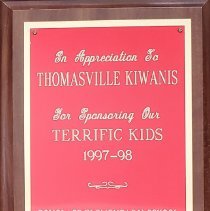 In Appreciation To
THOMASVILLE KIWANIS
For Sponsoring Our
TERRIFIC KIDS
1997-98